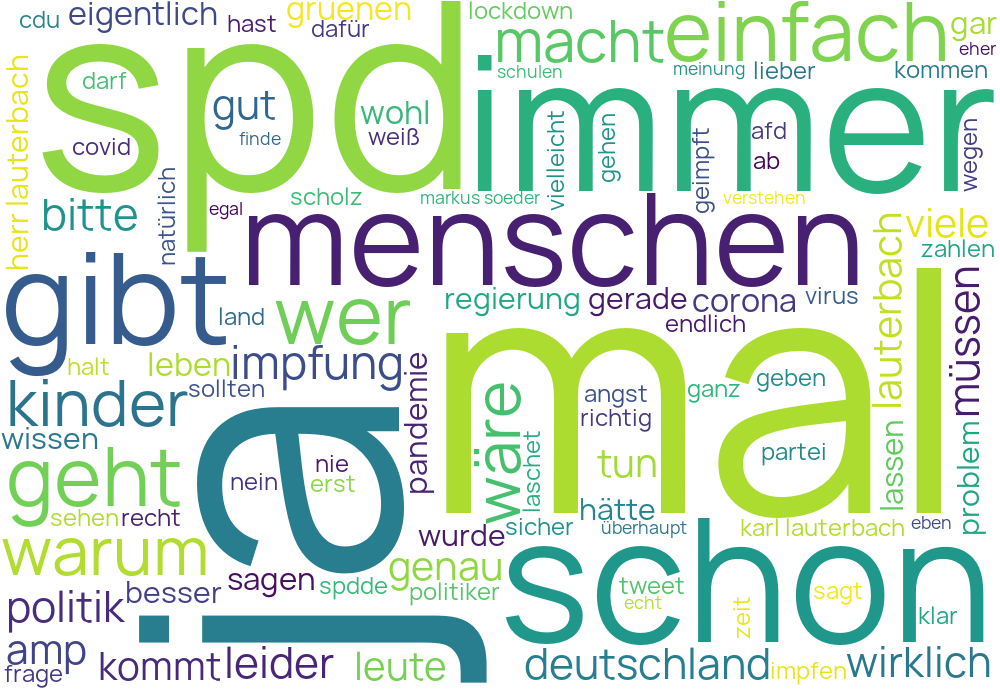 cdu
eigentlich
hast
gruenen
dafür
lockdown
macht
einfach
gar
eher
spd
darf
gut
wohl
weiß
finde
covid
schulen
immer
meinung
lieber
kommen
vielleicht
gehen
geimpft
afd
ab
wegen
herr lauterbach
natürlich
egal
scholz
markus soeder
verstehen
bitte
menschen
lauterbach
viele
zahlen
gibt
land
wer
regierung
gerade
corona
virus
endlich
müssen
halt
leben
impfung
pandemie
mal
kinder
sollten
ja
wäre
laschet
angst
richtig
ganz
geben
partei
lassen
problem
wissen
geht
nein
nie
erst
tun
hätte
sehen
recht
sicher
überhaupt
karl lauterbach
eben
warum
wurde
schon
sagen
spdde
genau
politiker
besser
politik
tweet
echt
zeit
sagt
klar
amp
frage
kommt
leider
leute
deutschland
impfen
wirklich